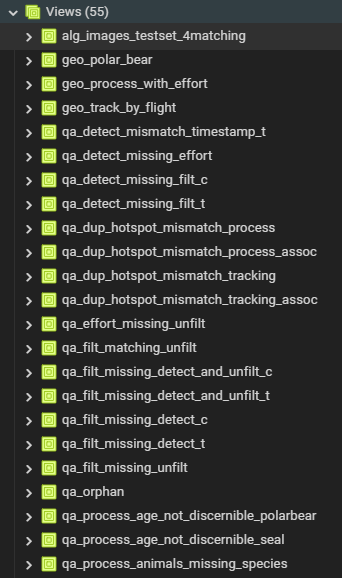 Views (55)
alg_images_testset_4matching
geo_polar_bear
geo_process_with_effort
geo_track_by_flight
qa_detect_mismatch_timestamp_t
qa_detect_missing_effort
qa_detect_missing_filt_c
qa_detect_missing_filt_t
qa_dup_hotspot_mismatch_process
qa_dup_hotspot_mismatch_process_assoc
qa_dup_hotspot_mismatch_tracking
qa_dup_hotspot_mismatch_tracking_assoc
qa_effort_missing_unfilt
qa_filt_matching_unfilt
qa_filt_missing_detect_and_unfilt_c
qa_filt_missing_detect_and_unfilt_t
qa_filt_missing_detect_c
qa_filt_missing_detect_t
qa_filt_missing_unfilt
qa_orphan
qa_process_age_not_discernible_polarbear
qa_process_age_not_discernible_seal
qa_process_animals_missing_species